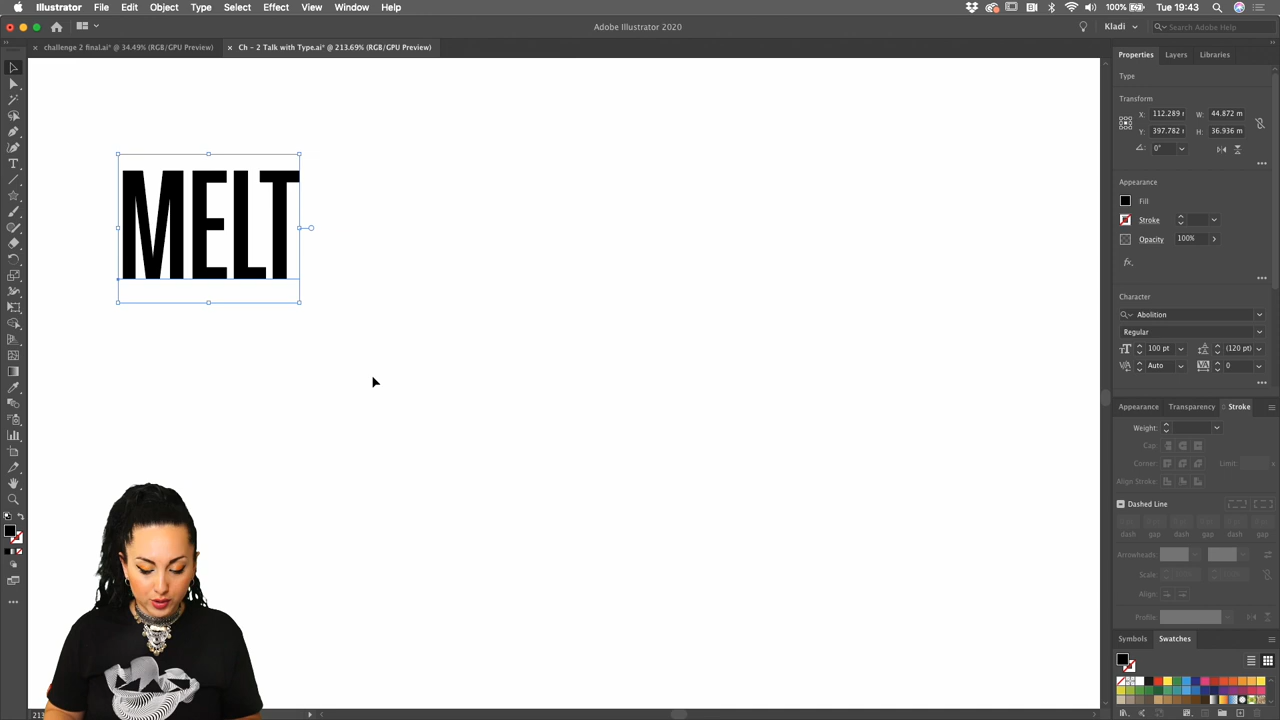 Illustrator File Edit Object Type Select Effect View Window Help
100% Tue 19:43
Adobe Illustrator 2020
Kladi
Search Adobe Help
× challenge 2 final.ai* @ 34.49% (RGB/GPU Preview)
× Ch - 2 Talk with Type.ai* @ 213.69% (RGB/GPU Preview)
Properties Layers Libraries
Type
Transform
X: 112.289 W: 44.872 m
Y: 397.782 H: 36.936 m
0°
Appearance
Fill
Stroke
Opacity 100%
fx.
Character
Abolition
Regular
100 pt (120 pt)
Auto 0
Appearance Transparency Stroke
Weight:
Cap:
Corner: Limit:
Align Stroke:
Dashed Line
dash gap dash gap dash gap
Arrowheads:
Scale:
Align:
Profile:
Symbols Swatches
MELT
213